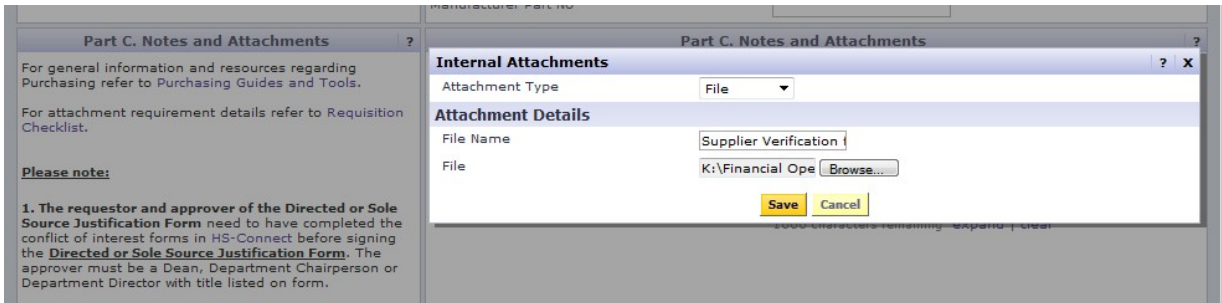 Manufacturer Part No
Part C. Notes and Attachments ?
For general information and resources regarding
Purchasing refer to Purchasing Guides and Tools.
For attachment requirement details refer to Requisition
Checklist.
Please note:
1. The requestor and approver of the Directed or Sole
Source Justification Form need to have completed the
conflict of interest forms in HS-Connect before signing
the Directed or Sole Source Justification Form. The
approver must be a Dean, Department Chairperson or
Department Director with title listed on form.
Part C. Notes and Attachments ?
Internal Attachments ? X
Attachment Type File
Attachment Details
File Name Supplier Verification f
File K:\Financial Ope Browse...
Save Cancel
1000 characters remaining expand | clear